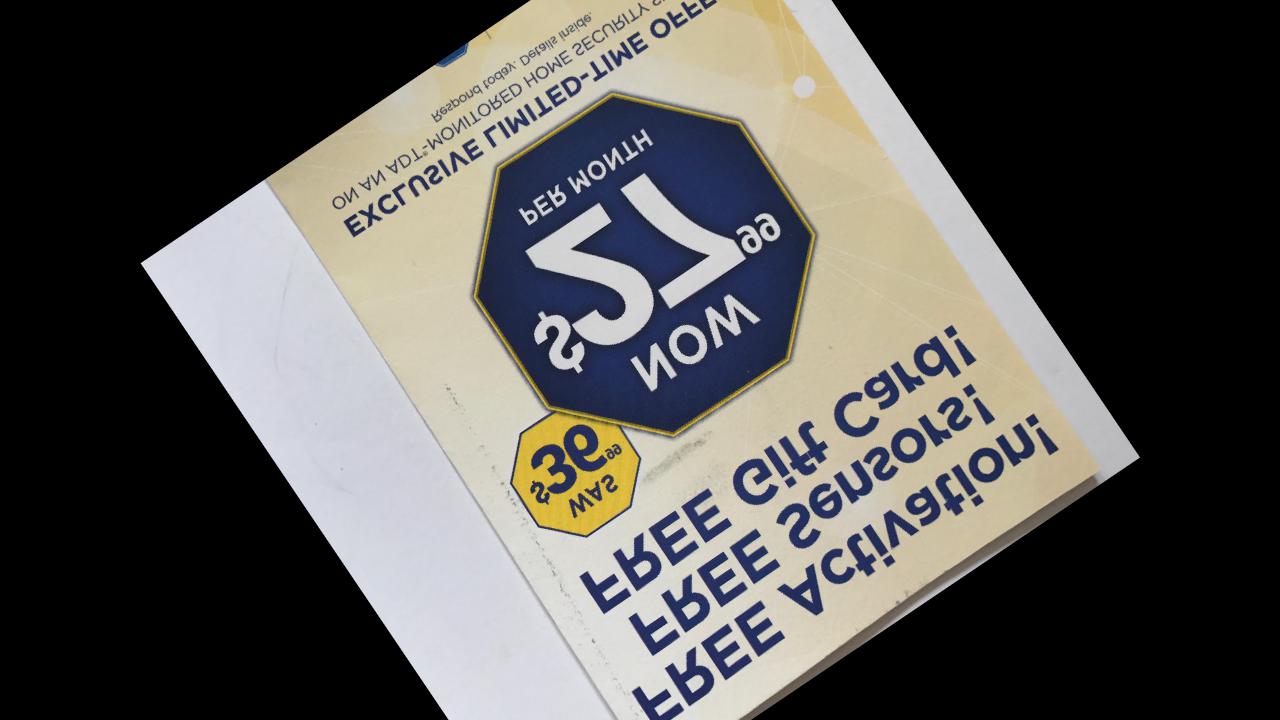 FREE Activation!
FREE Sensors!
FREE Gift Card!
WAS
$36 99
NOW
$27 99
PER MONTH
EXCLUSIVE LIMITED-TIME OFFE
ON AN ADT®-MONITORED HOME SECURITY
Respond today. Details inside.